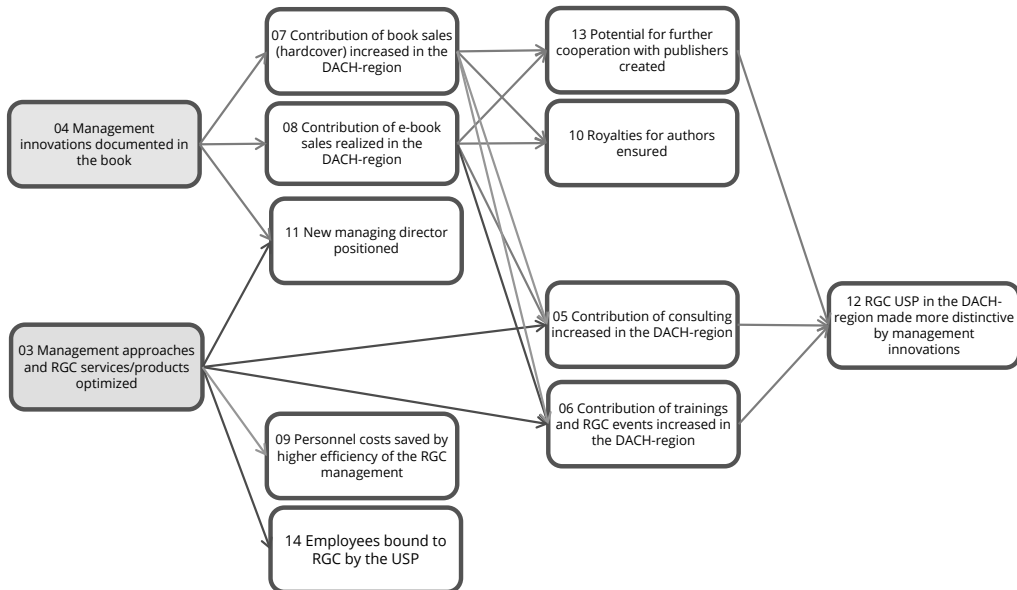 07 Contribution of book sales
(hardcover) increased in the
DACH-region
13 Potential for further
cooperation with publishers
created
04 Management
innovations documented in
the book
08 Contribution of e-book
sales realized in the
DACH-region
10 Royalties for authors
ensured
11 New managing director
positioned
03 Management approaches
and RGC services/products
optimized
05 Contribution of consulting
increased in the DACH-region
12 RGC USP in the DACH-
region made more distinctive
by management
innovations
06 Contribution of trainings
and RGC events increased in
the DACH-region
09 Personnel costs saved by
higher efficiency of the RGC
management
14 Employees bound to
RGC by the USP